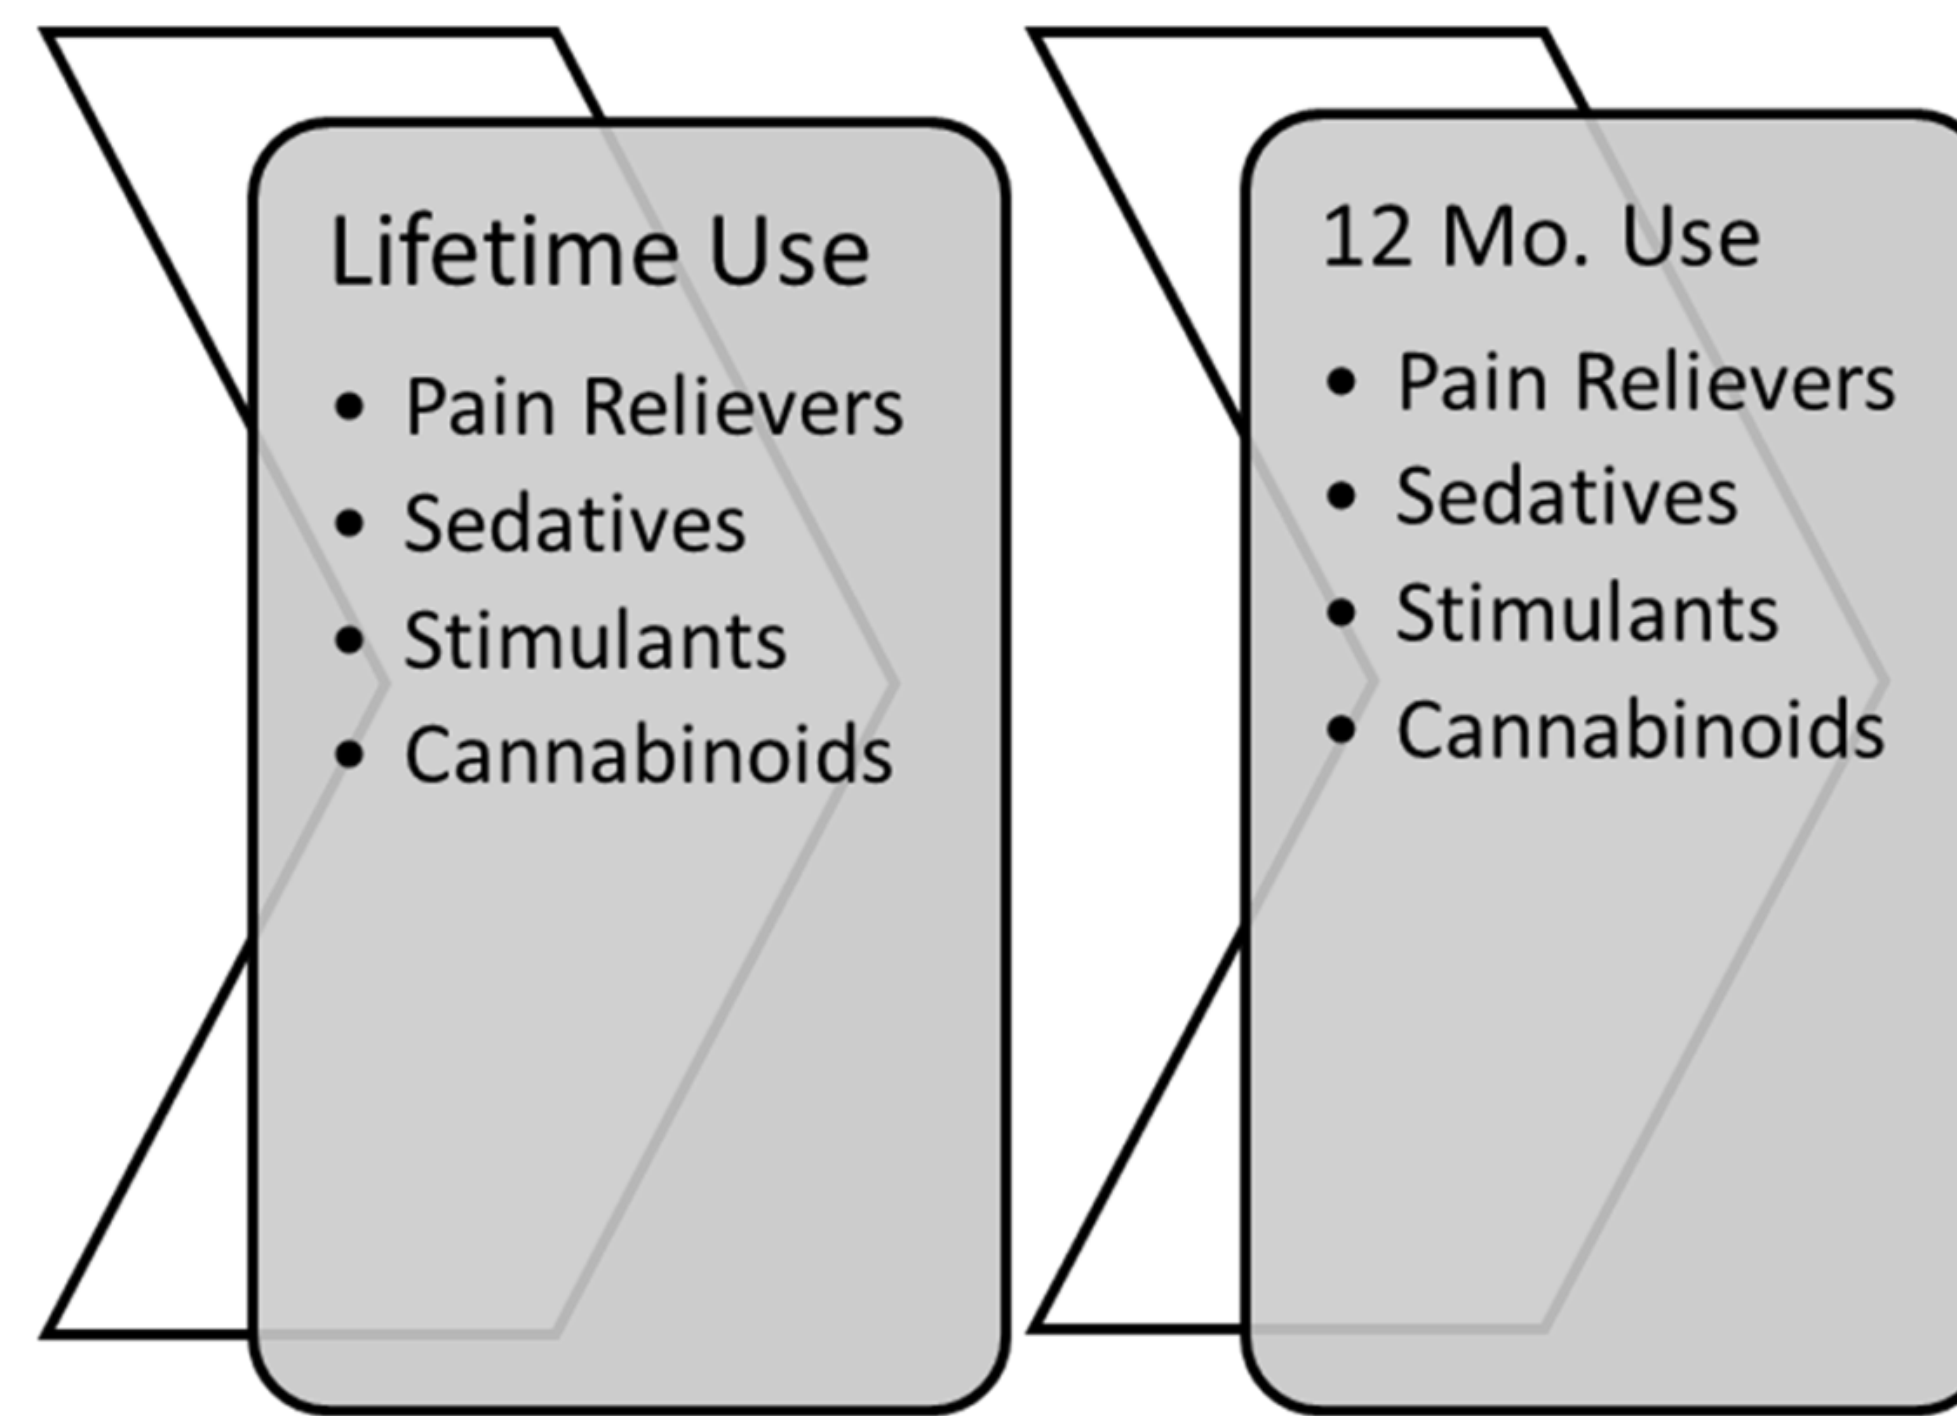 Lifetime Use
• Pain Relievers
• Sedatives
• Stimulants
• Cannabinoids
12 Mo. Use
• Pain Relievers
• Sedatives
• Stimulants
• Cannabinoids